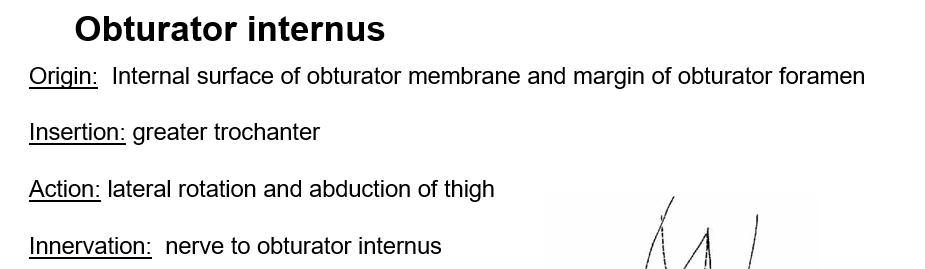 Obturator internus
Origin: Internal surface of obturator membrane and margin of obturator foramen
Insertion: greater trochanter
Action: lateral rotation and abduction of thigh
Innervation: nerve to obturator internus